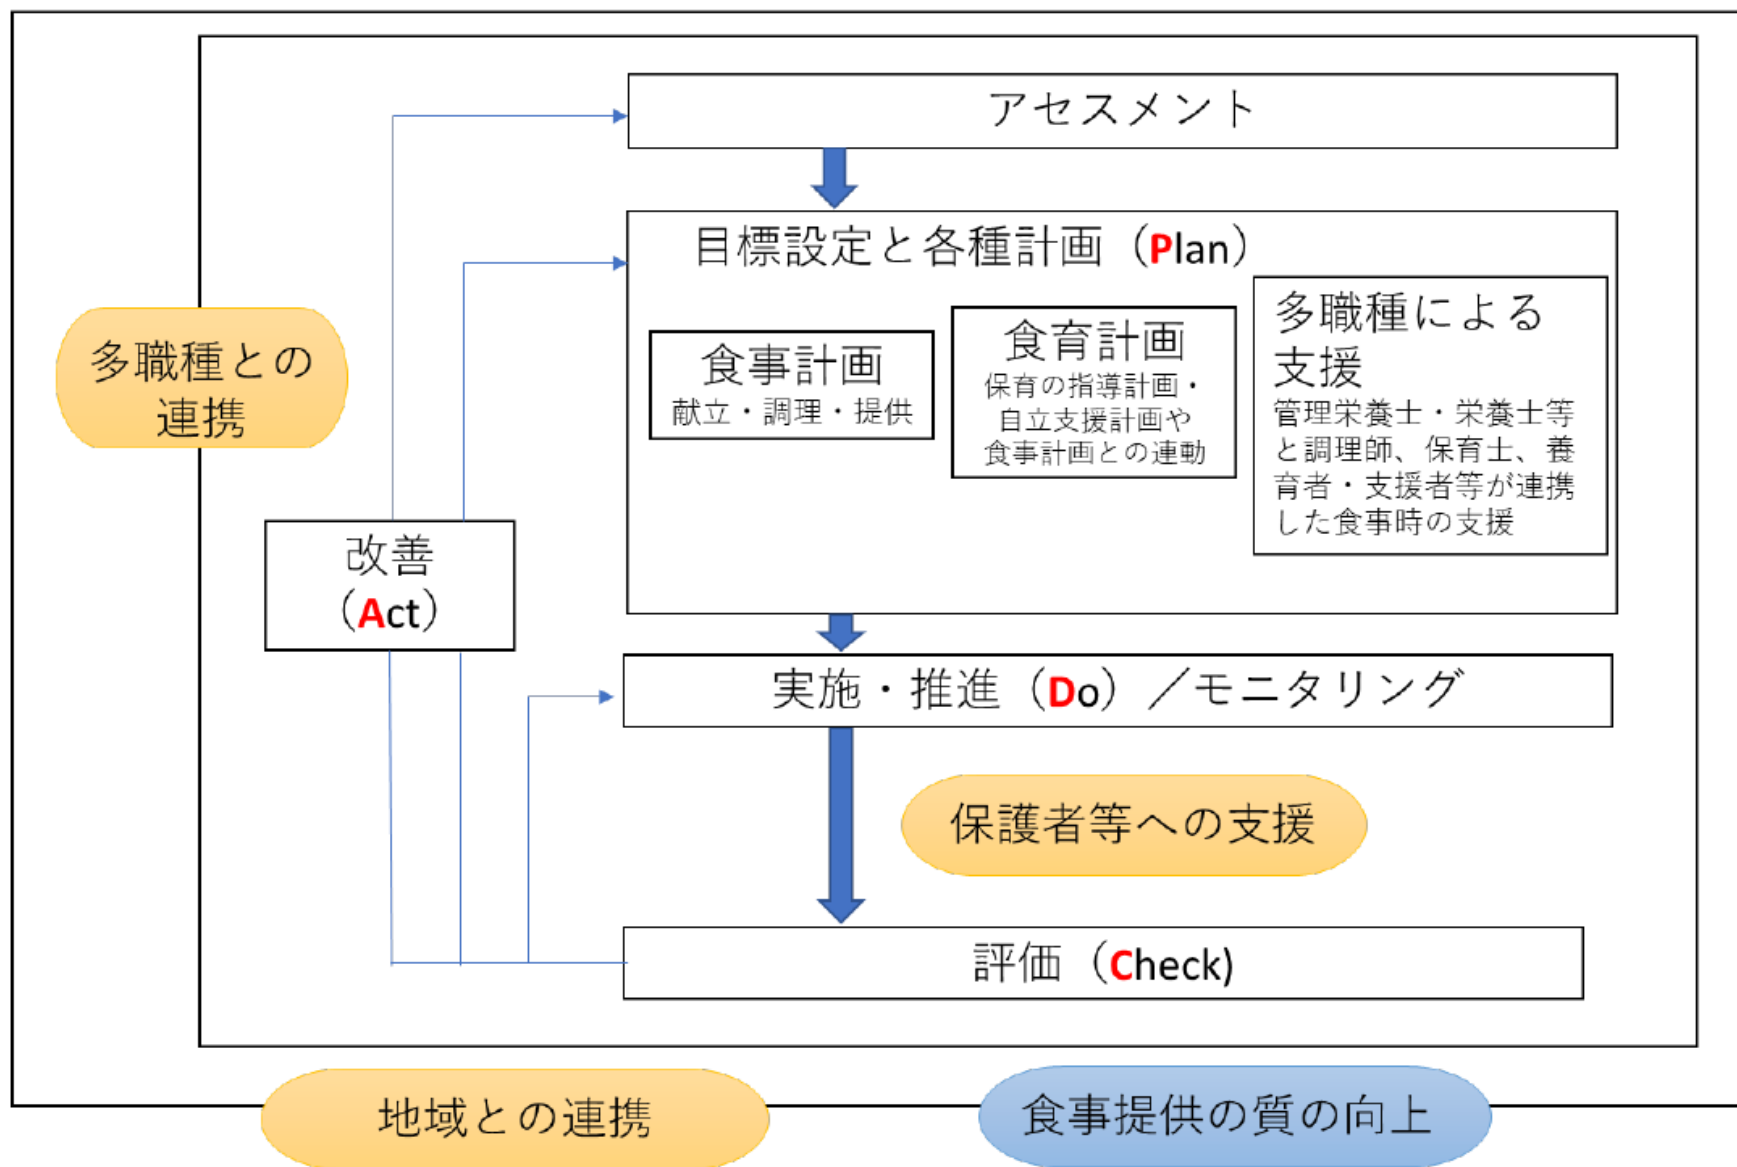 アセスメント
目標設定と各種計画（Plan）
食事計画
献立・調理・提供
食育計画
保育の指導計画・
自立支援計画や
食事計画との連動
多職種による
支援
管理栄養士・栄養士等
と調理師、保育士、養
育者・支援者等が連携
した食事時の支援
多職種との
連携
改善
（Act）
実施・推進（Do）／モニタリング
保護者等への支援
評価（Check)
地域との連携
食事提供の質の向上